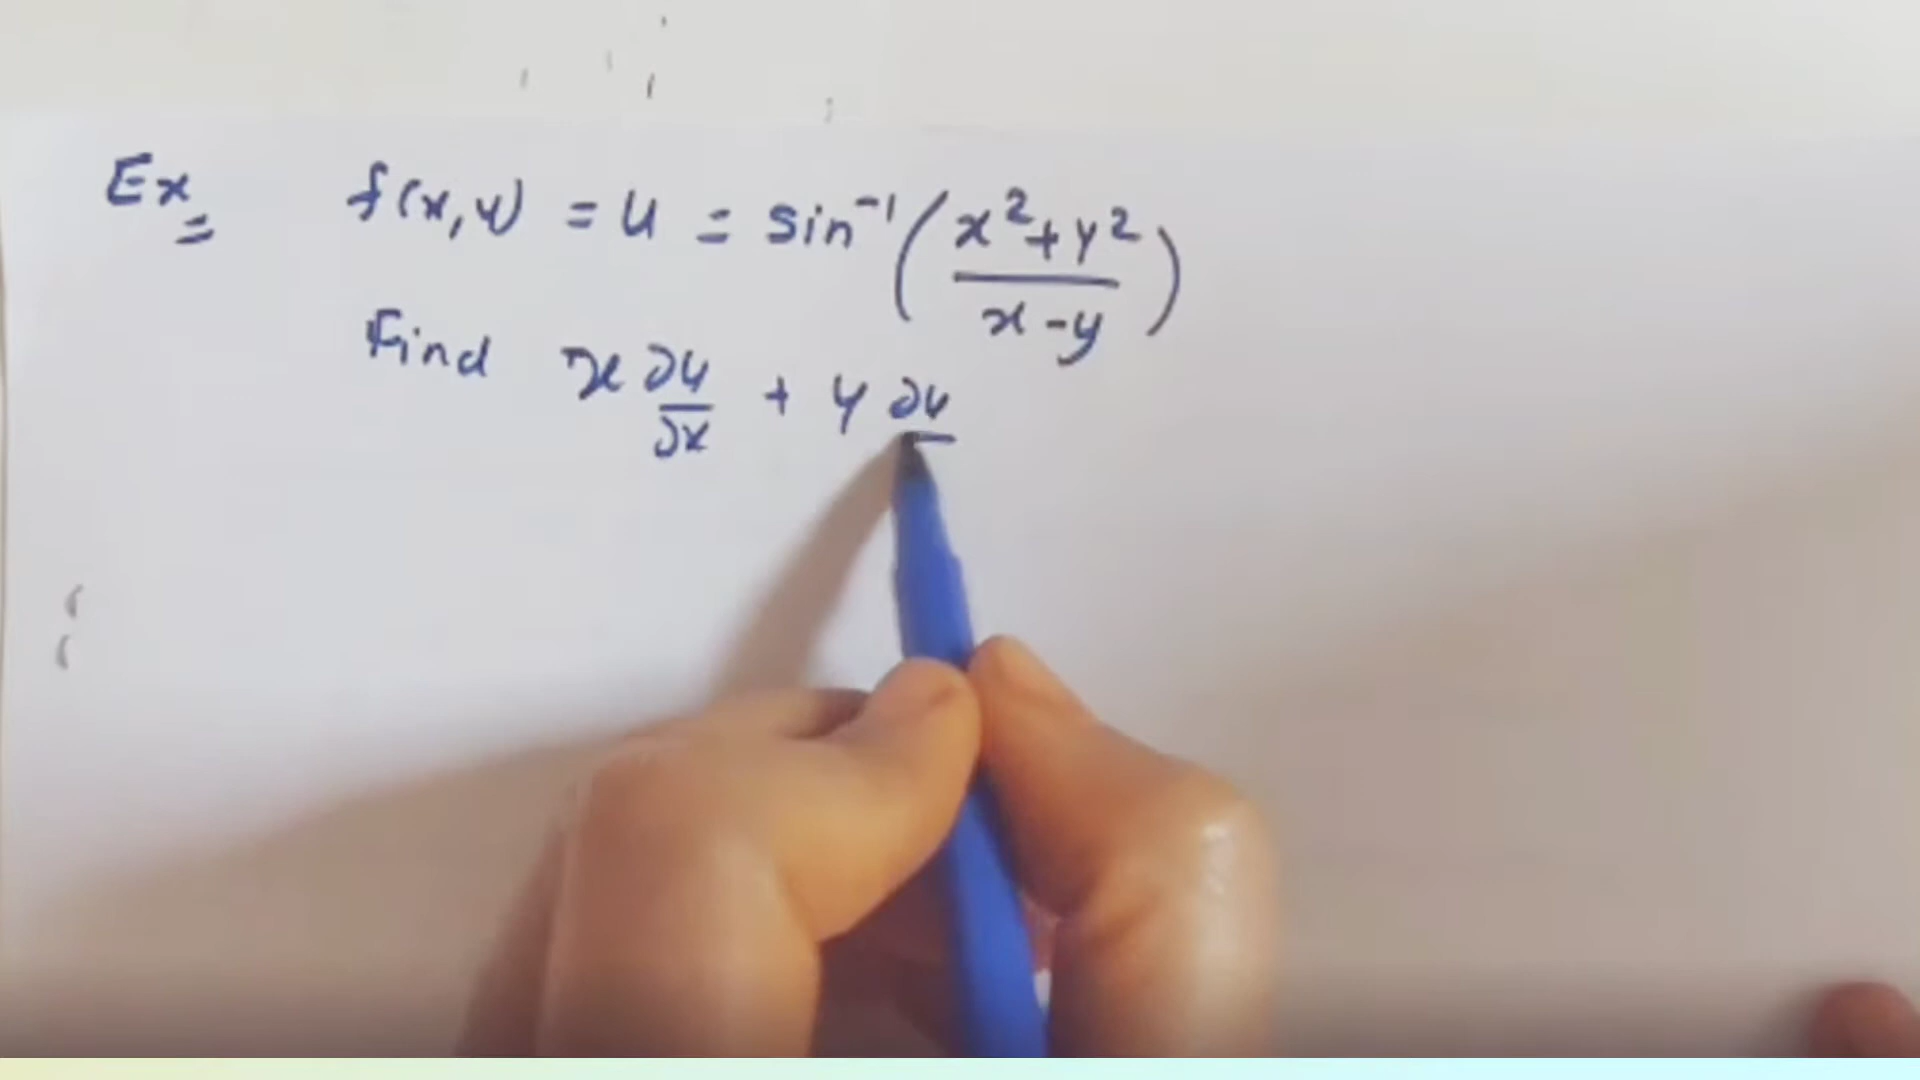 Ex f(x,y) = u = sin⁻¹((x²+y²)/(x-y))
Find x ∂u/∂x + y ∂u/